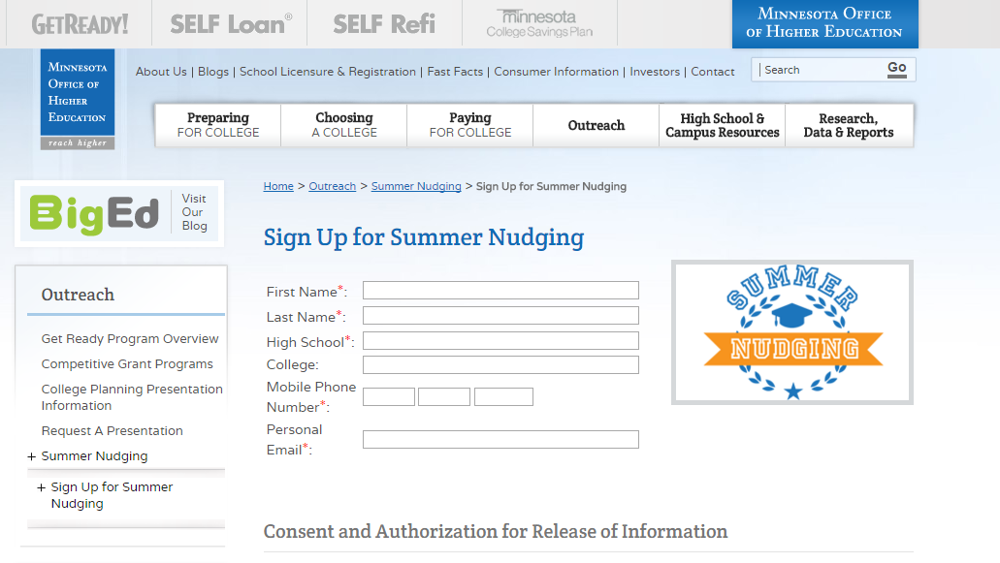 GETREADY!
SELF Loan®
SELF Refi
minnesota
College Savings Plan
MINNESOTA OFFICE
OF HIGHER EDUCATION
MINNESOTA
OFFICE OF
HIGHER
EDUCATION
reach higher
About Us | Blogs | School Licensure & Registration | Fast Facts | Consumer Information | Investors | Contact
Search
Go
Preparing
FOR COLLEGE
Choosing
A COLLEGE
Paying
FOR COLLEGE
Outreach
High School &
Campus Resources
Research,
Data & Reports
BigEd
Visit
Our
Blog
Home > Outreach > Summer Nudging > Sign Up for Summer Nudging
Sign Up for Summer Nudging
First Name*:
Last Name*:
High School*:
College:
Mobile Phone
Number*:
Personal
Email*:
SUMMER
NUDGING
Outreach
Get Ready Program Overview
Competitive Grant Programs
College Planning Presentation
Information
Request A Presentation
+ Summer Nudging
+ Sign Up for Summer
Nudging
Consent and Authorization for Release of Information